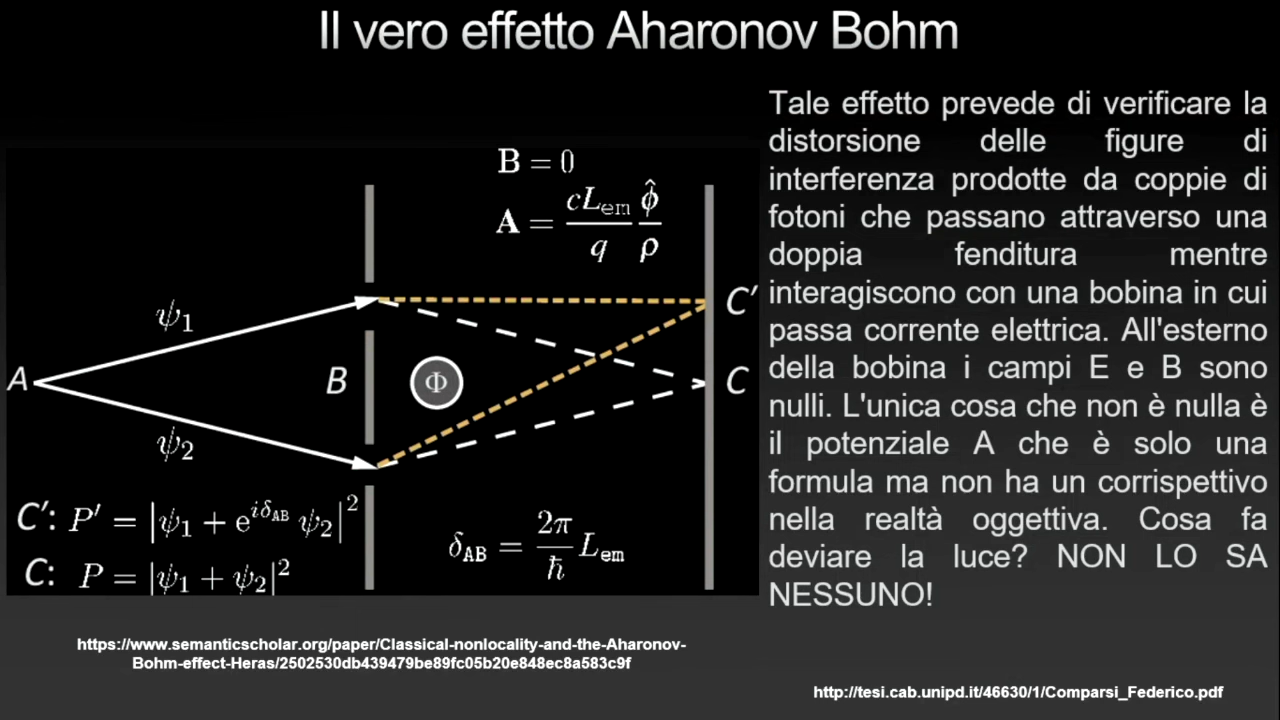 Il vero effetto Aharonov Bohm
B = 0
A = cL_em/q φ̂/ρ
ψ₁
A
B
Φ
C′
C
ψ₂
C′: P′ = |ψ₁ + e^{iδ_AB} ψ₂|²
C: P = |ψ₁ + ψ₂|²
δ_AB = 2π/ħ L_em
Tale effetto prevede di verificare la
distorsione delle figure di
interferenza prodotte da coppie di
fotoni che passano attraverso una
doppia fenditura mentre
interagiscono con una bobina in cui
passa corrente elettrica. All'esterno
della bobina i campi E e B sono
nulli. L'unica cosa che non è nulla è
il potenziale A che è solo una
formula ma non ha un corrispettivo
nella realtà oggettiva. Cosa fa
deviare la luce? NON LO SA
NESSUNO!
https://www.semanticscholar.org/paper/Classical-nonlocality-and-the-Aharonov-
Bohm-effect-Heras/2502530db439479be89fc05b20e848ec8a583c9f
http://tesi.cab.unipd.it/46630/1/Comparsi_Federico.pdf